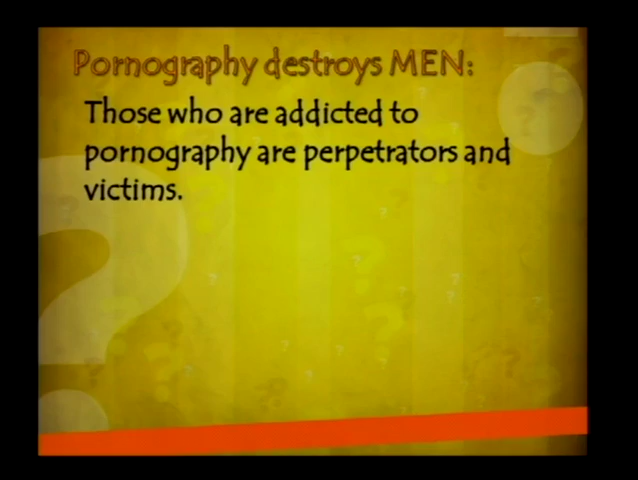 Pornography destroys MEN:
Those who are addicted to
pornography are perpetrators and
victims.